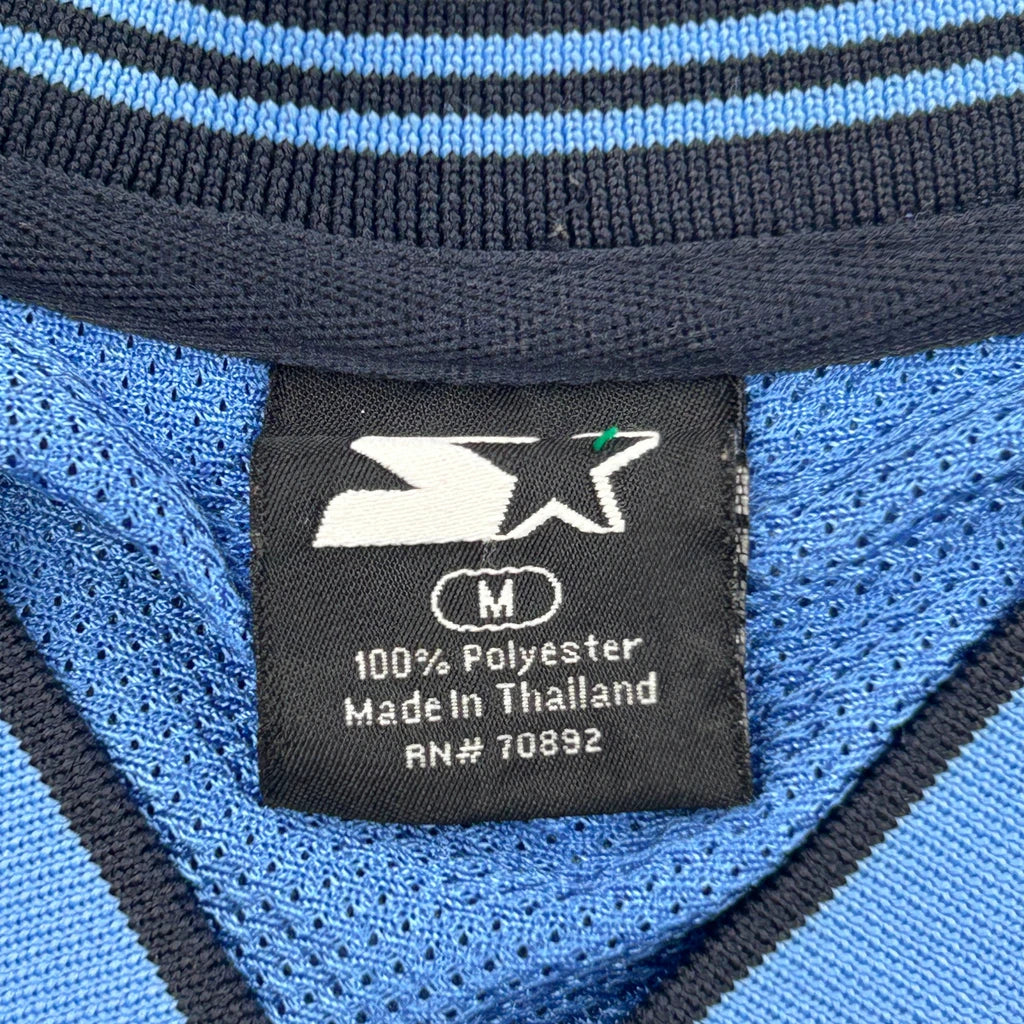 M
100% Polyester
Made In Thailand
RN# 70892